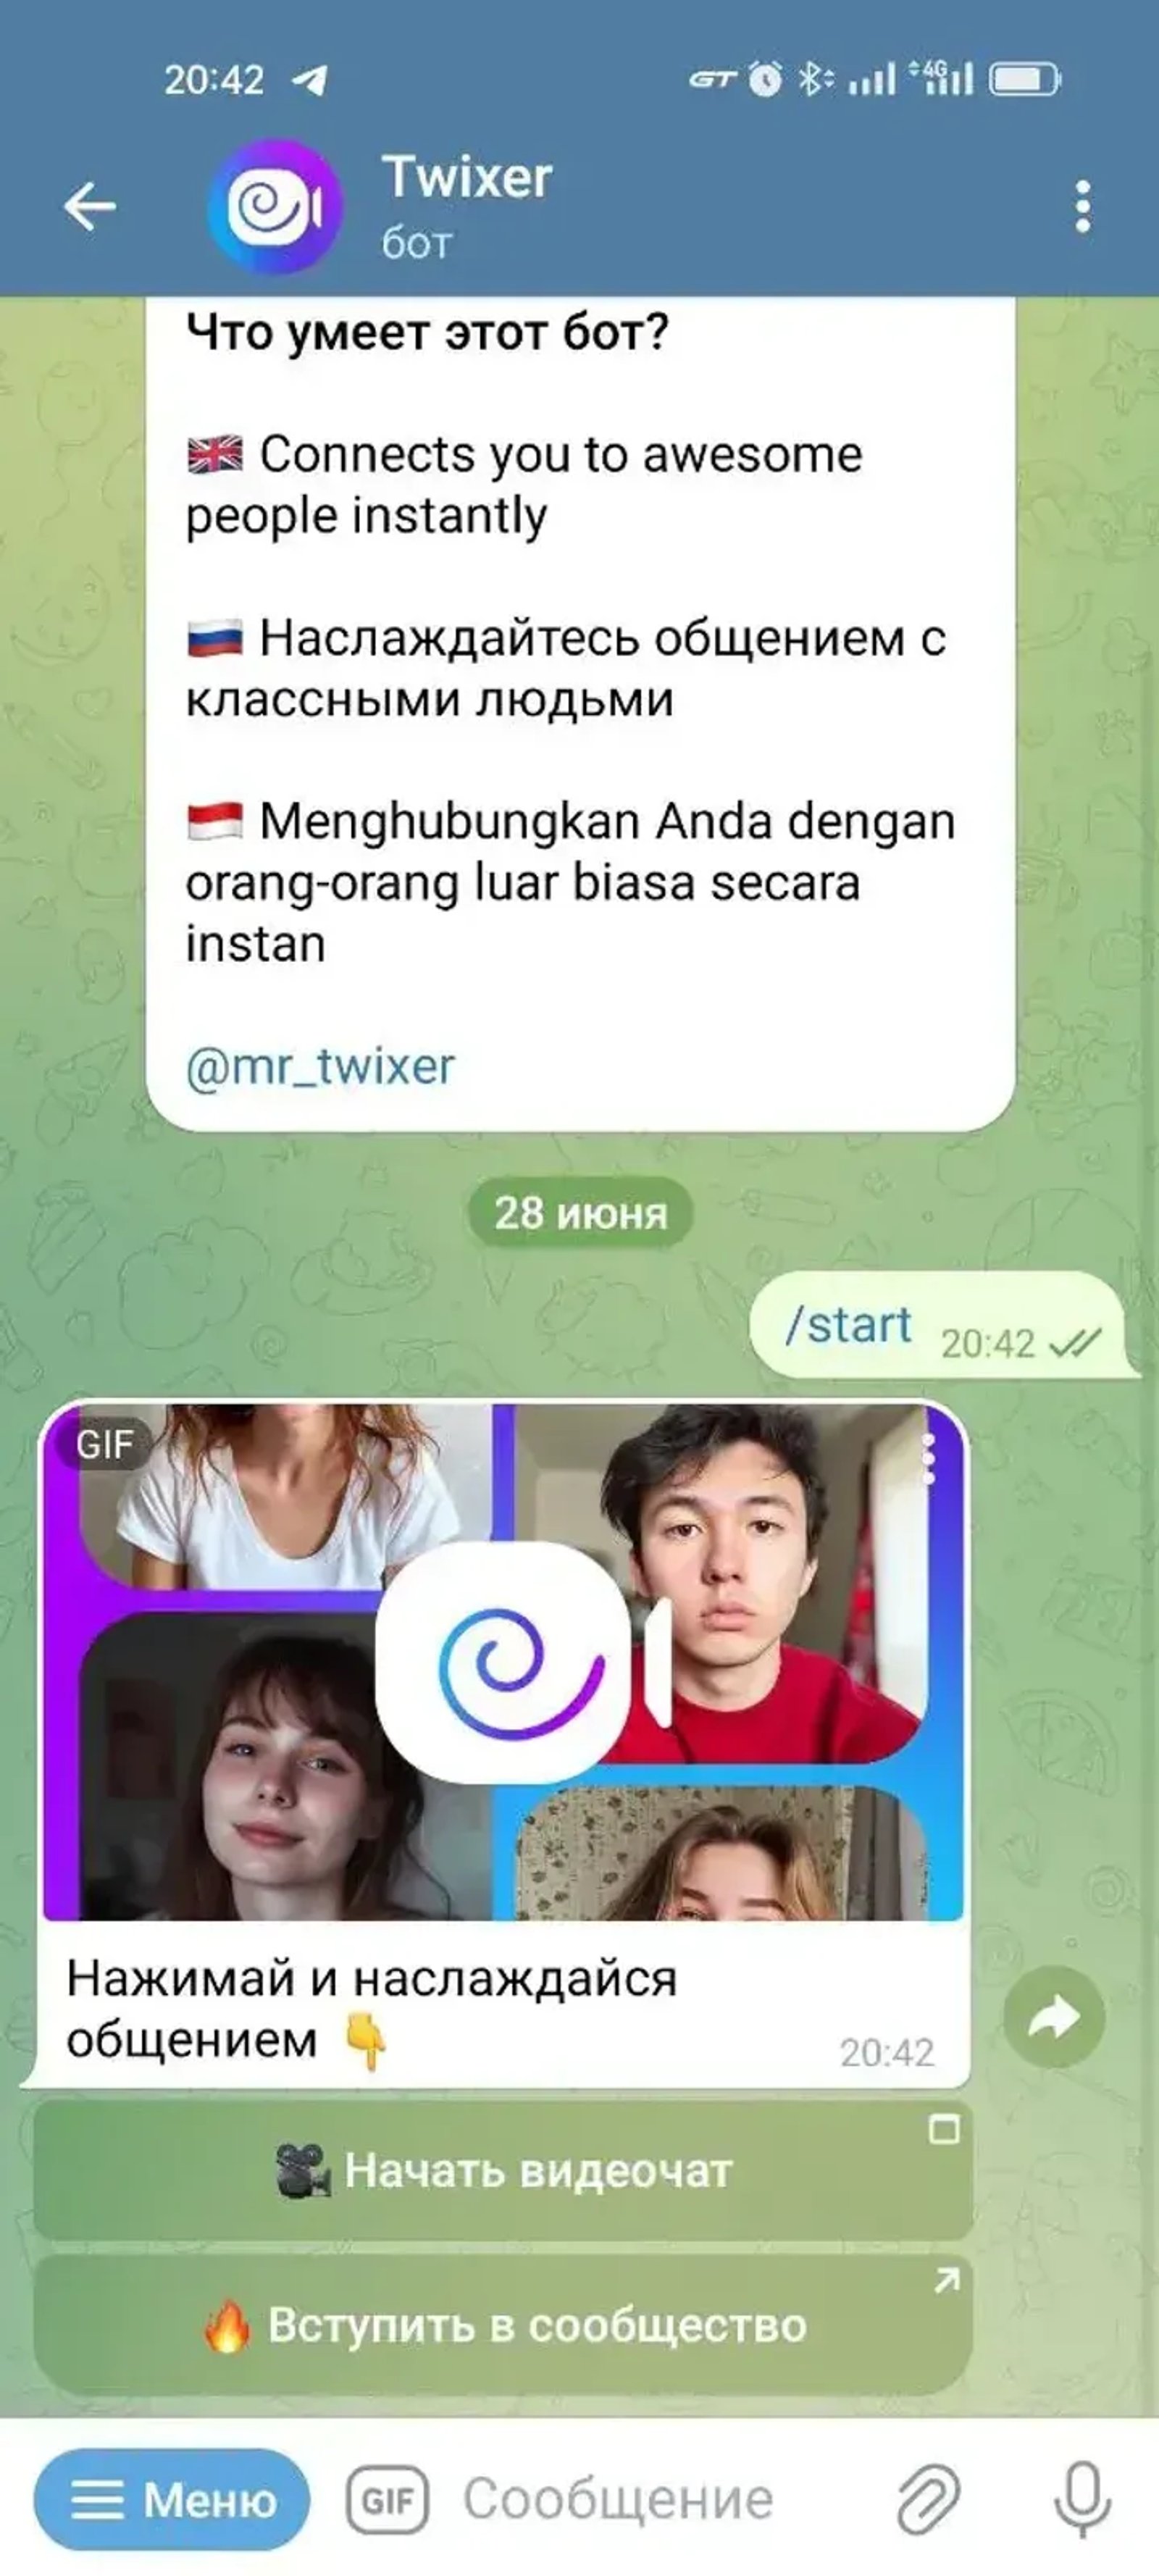 20:42
GT
4G
Twixer
бот
Что умеет этот бот?
🇬🇧 Connects you to awesome
people instantly
🇷🇺 Наслаждайтесь общением с
классными людьми
🇮🇩 Menghubungkan Anda dengan
orang-orang luar biasa secara
instan
@mr_twixer
28 июня
/start 20:42
GIF
Нажимай и наслаждайся
общением 👇
20:42
🎥 Начать видеочат
🔥 Вступить в сообщество
Меню
GIF
Сообщение